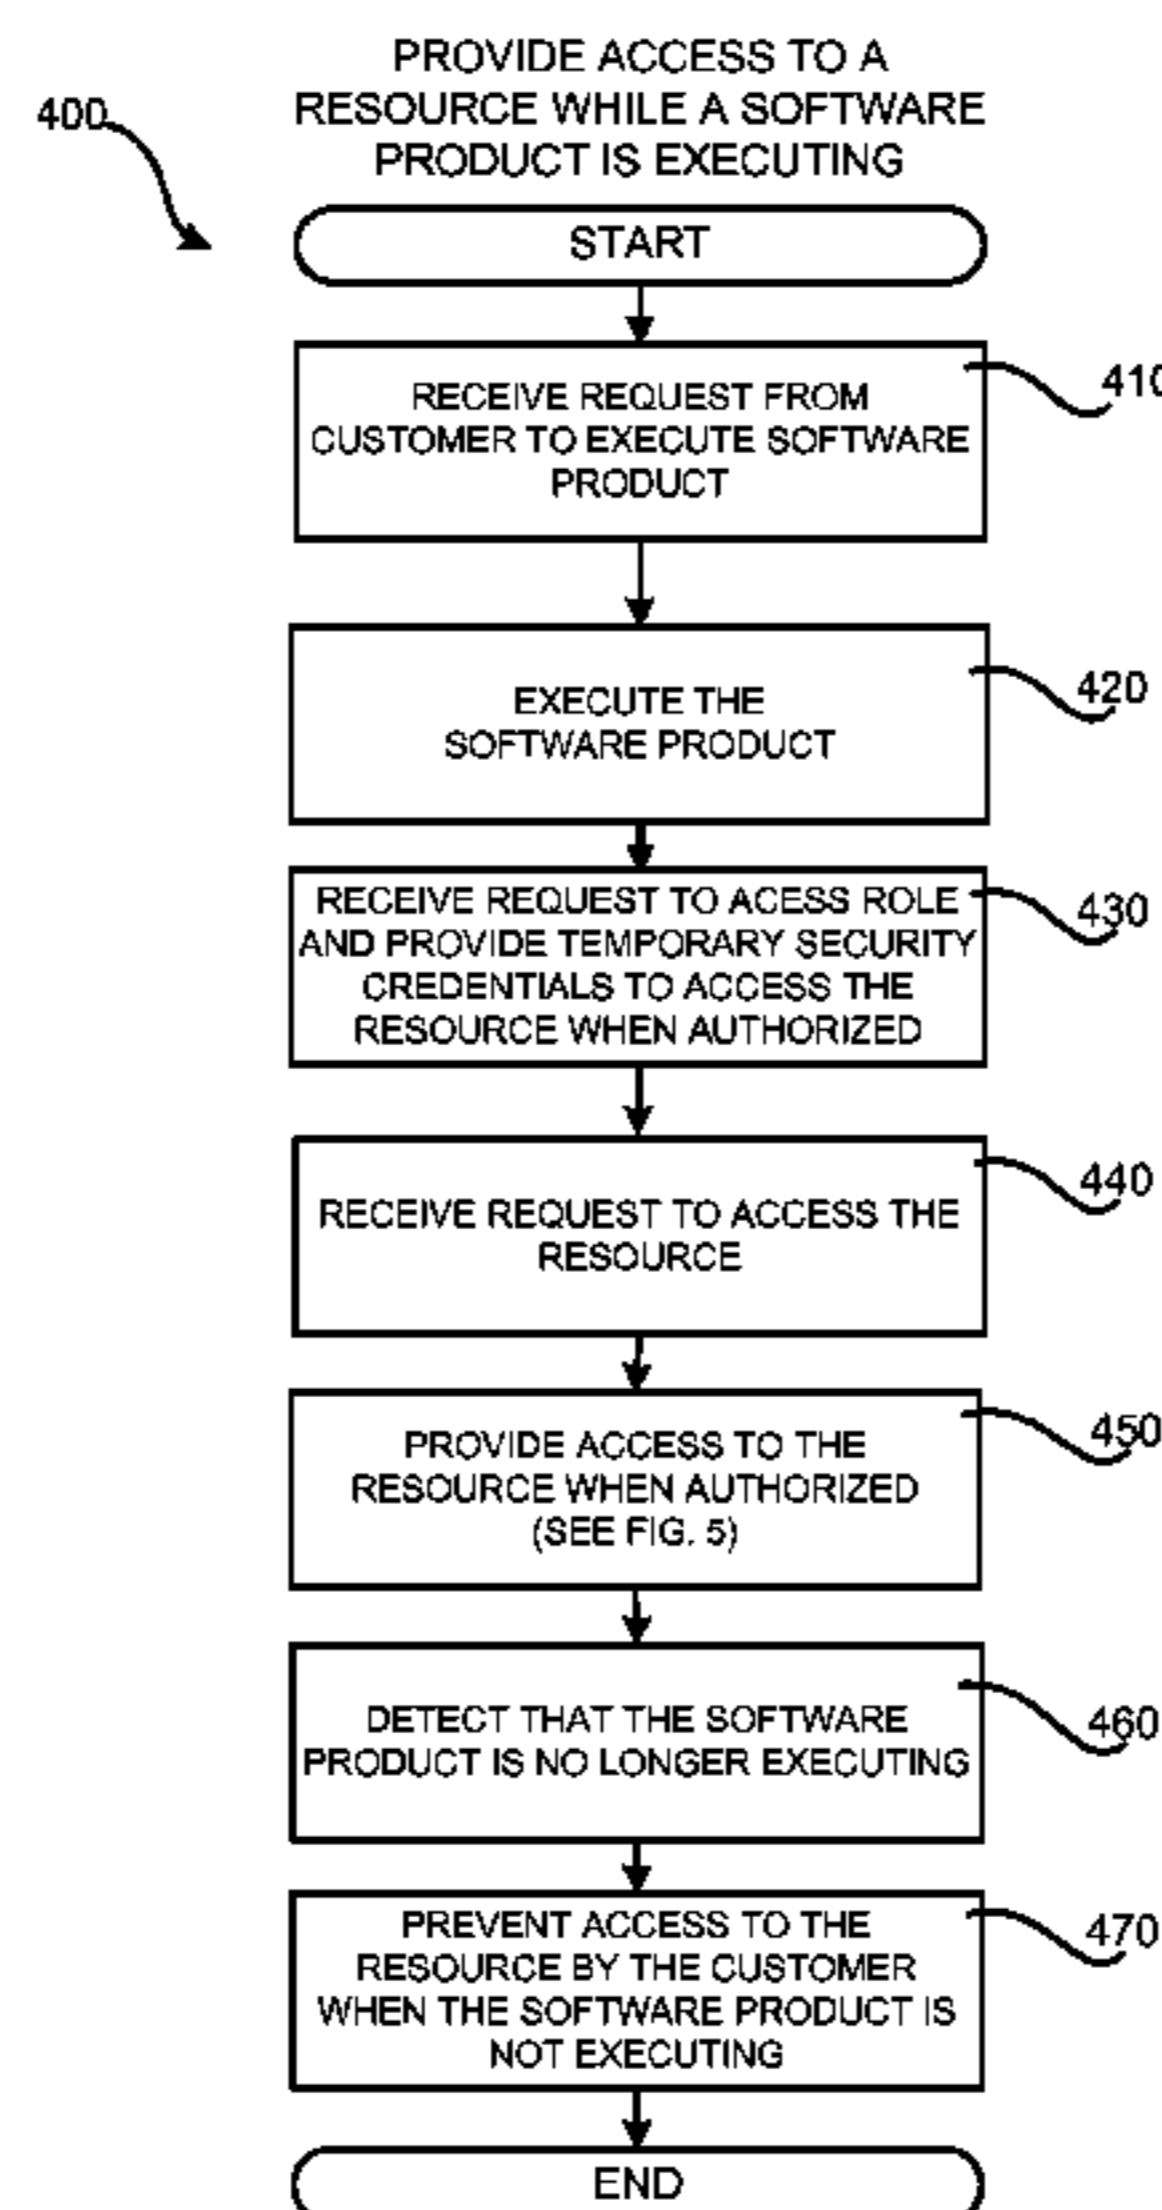 PROVIDE ACCESS TO A
RESOURCE WHILE A SOFTWARE
PRODUCT IS EXECUTING
400
START
RECEIVE REQUEST FROM
CUSTOMER TO EXECUTE SOFTWARE
PRODUCT
410
EXECUTE THE
SOFTWARE PRODUCT
420
RECEIVE REQUEST TO ACESS ROLE
AND PROVIDE TEMPORARY SECURITY
CREDENTIALS TO ACCESS THE
RESOURCE WHEN AUTHORIZED
430
RECEIVE REQUEST TO ACCESS THE
RESOURCE
440
PROVIDE ACCESS TO THE
RESOURCE WHEN AUTHORIZED
(SEE FIG. 5)
450
DETECT THAT THE SOFTWARE
PRODUCT IS NO LONGER EXECUTING
460
PREVENT ACCESS TO THE
RESOURCE BY THE CUSTOMER
WHEN THE SOFTWARE PRODUCT IS
NOT EXECUTING
470
END